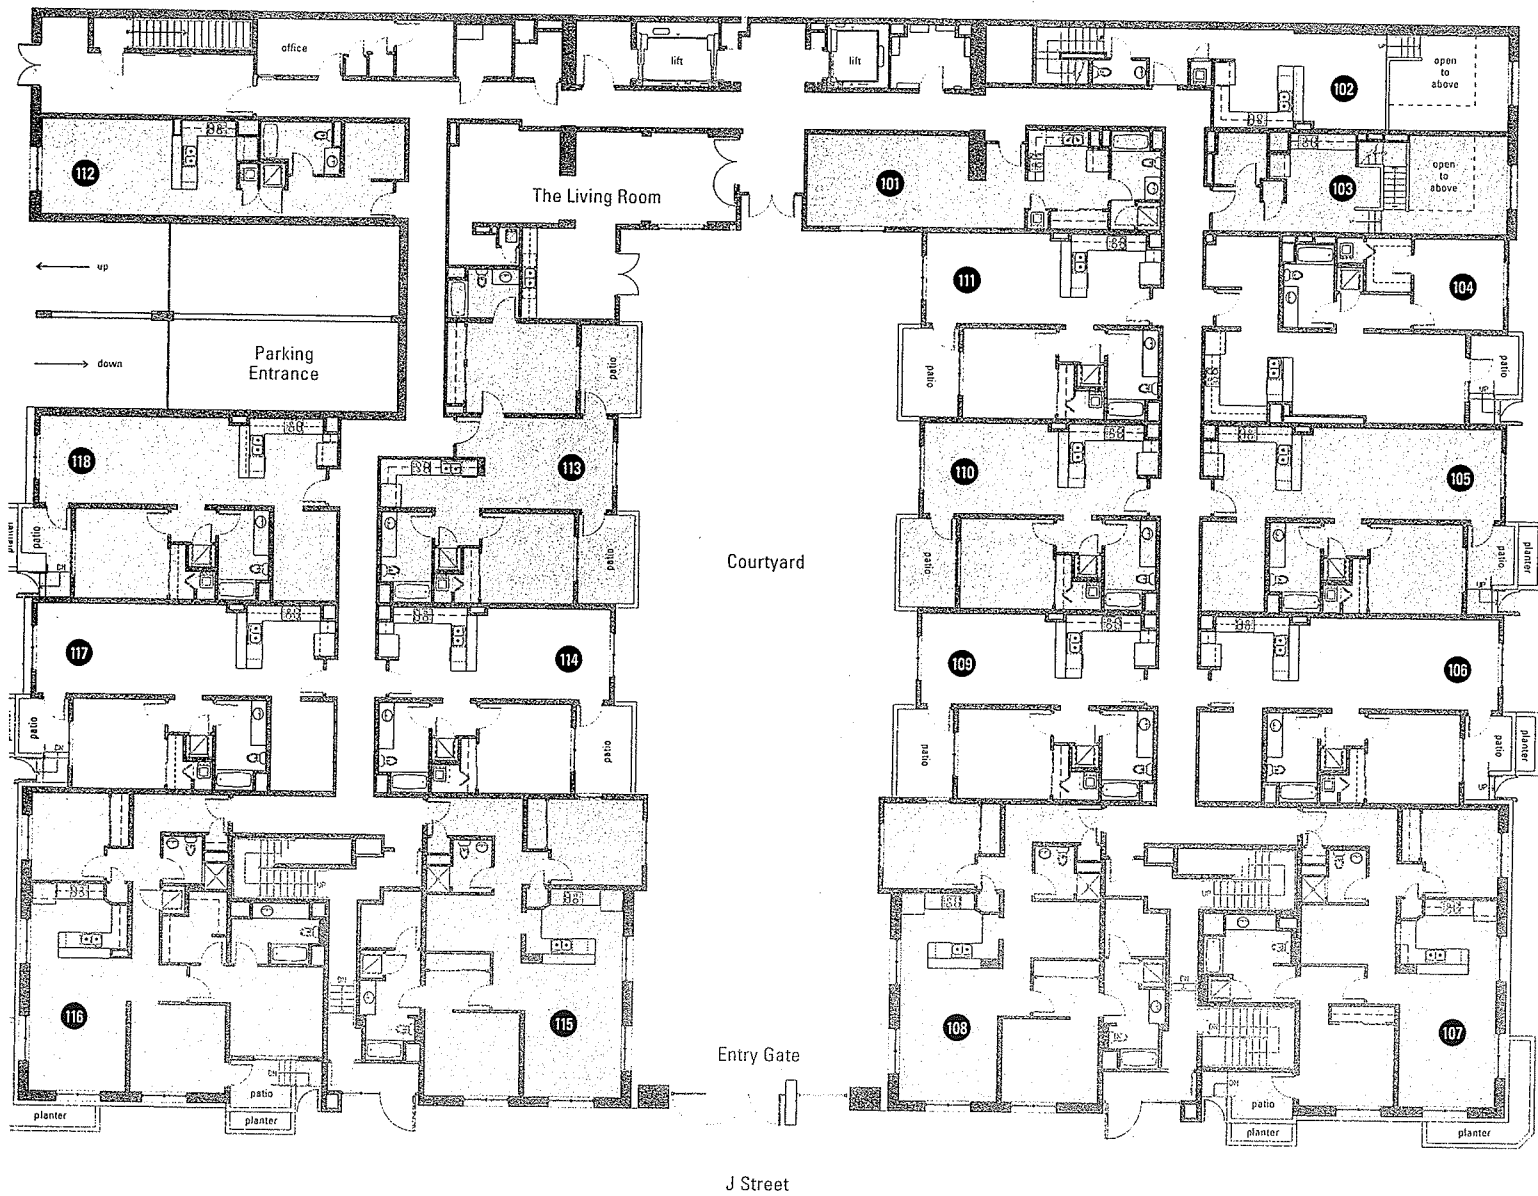 office
lift
lift
102
open
to
above
112
The Living Room
101
103
open
to
above
up
111
104
down
Parking
Entrance
patio
patio
patio
118
113
110
105
planter
patio
patio
Courtyard
patio
patio
planter
DN
117
114
109
106
patio
patio
patio
patio
planter
DN
116
115
108
107
Entry Gate
DN
patio
patio
planter
planter
planter
planter
J Street